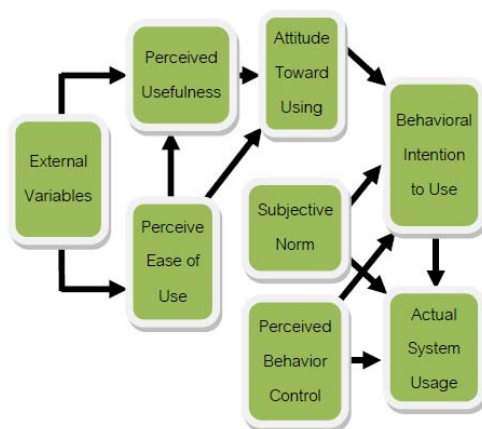 Perceived
Usefulness
Attitude
Toward
Using
External
Variables
Perceive
Ease of
Use
Behavioral
Intention
to Use
Subjective
Norm
Perceived
Behavior
Control
Actual
System
Usage